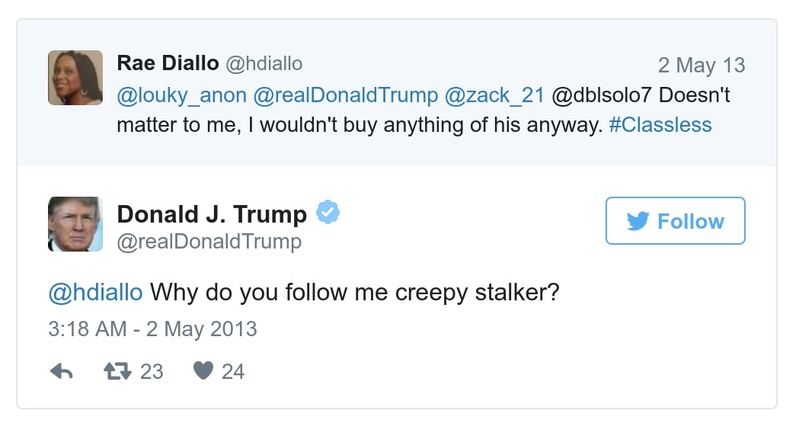 Rae Diallo @hdiallo 2 May 13
@louky_anon @realDonaldTrump @zack_21 @dblsolo7 Doesn't
matter to me, I wouldn't buy anything of his anyway. #Classless
Donald J. Trump
@realDonaldTrump
Follow
@hdiallo Why do you follow me creepy stalker?
3:18 AM - 2 May 2013
23 24